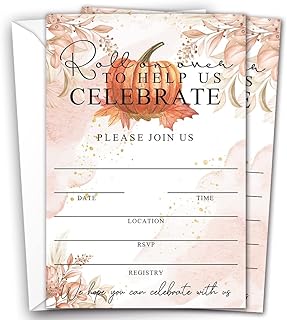 Roll on over
TO HELP US
CELEBRATE
PLEASE JOIN US
DATE TIME
LOCATION
RSVP
REGISTRY
We hope you can celebrate with us